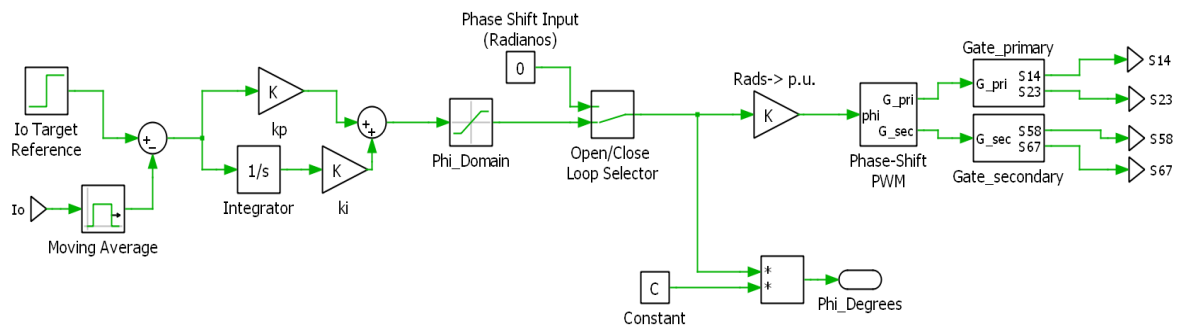 Phase Shift Input
(Radianos)
0
Io Target
Reference
+
−
Io
Moving Average
K
kp
1/s
Integrator
K
ki
+
+
Phi_Domain
Open/Close
Loop Selector
Rads-> p.u.
K
phi
G_pri
G_sec
Phase-Shift
PWM
Gate_primary
G_pri
S14
S23
G_sec
S58
S67
Gate_secondary
S14
S23
S58
S67
C
Constant
*
*
Phi_Degrees